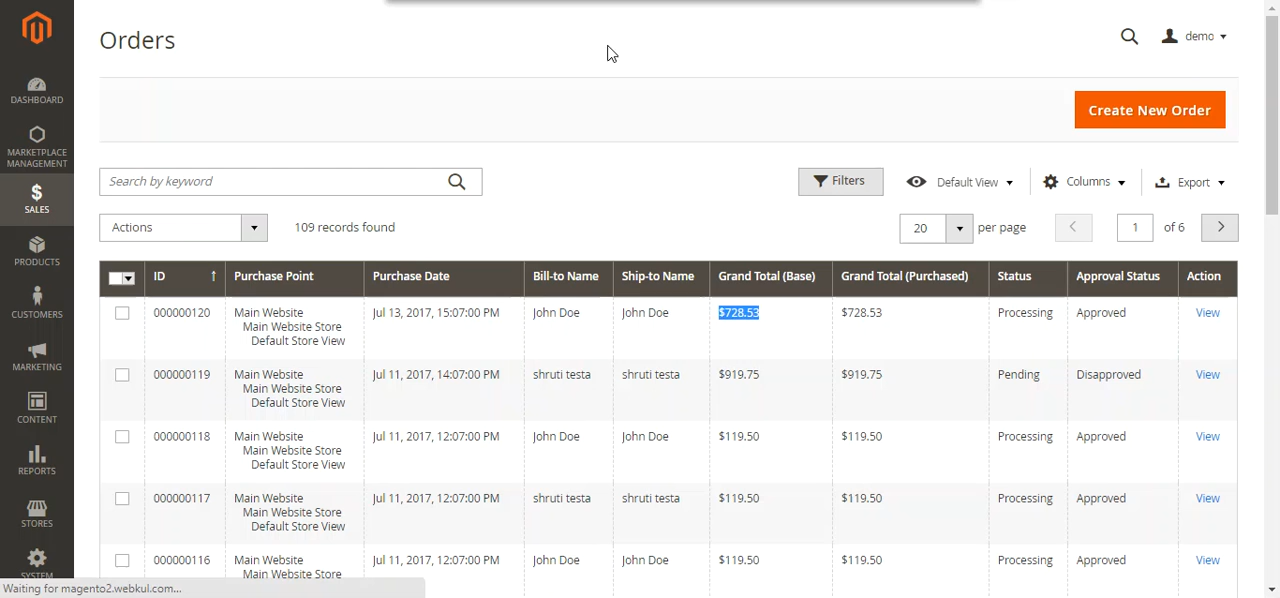 Orders
demo
DASHBOARD
MARKETPLACE
MANAGEMENT
SALES
PRODUCTS
CUSTOMERS
MARKETING
CONTENT
REPORTS
STORES
SYSTEM
Create New Order
Search by keyword
Filters
Default View
Columns
Export
Actions
109 records found
20
per page
1
of 6
ID ↑ Purchase Point Purchase Date Bill-to Name Ship-to Name Grand Total (Base) Grand Total (Purchased) Status Approval Status Action
000000120 Main Website Jul 13, 2017, 15:07:00 PM John Doe John Doe $728.53 $728.53 Processing Approved View
Main Website Store
Default Store View
000000119 Main Website Jul 11, 2017, 14:07:00 PM shruti testa shruti testa $919.75 $919.75 Pending Disapproved View
Main Website Store
Default Store View
000000118 Main Website Jul 11, 2017, 12:07:00 PM John Doe John Doe $119.50 $119.50 Processing Approved View
Main Website Store
Default Store View
000000117 Main Website Jul 11, 2017, 12:07:00 PM shruti testa shruti testa $119.50 $119.50 Processing Approved View
Main Website Store
Default Store View
000000116 Main Website Jul 11, 2017, 12:07:00 PM John Doe John Doe $119.50 $119.50 Processing Approved View
Main Website Store
Waiting for magento2.webkul.com...